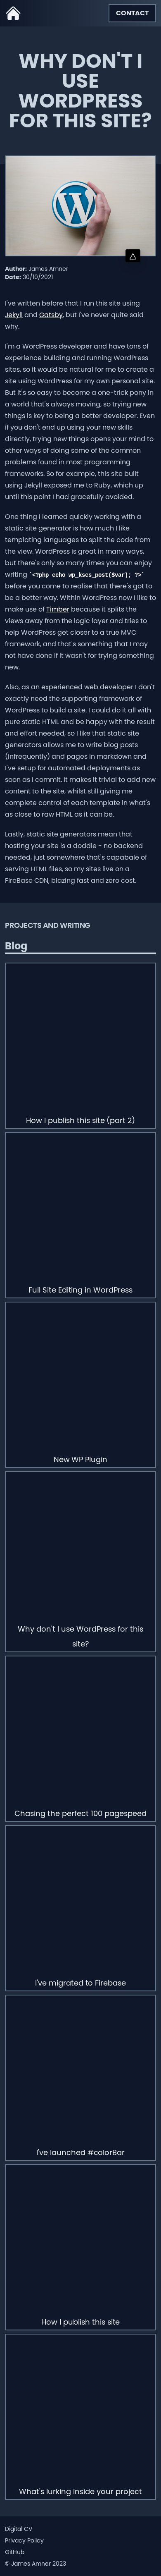 CONTACT
WHY DON'T I
USE
WORDPRESS
FOR THIS SITE?
Author: James Amner
Date: 30/10/2021
I've written before that I run this site using
Jekyll and Gatsby, but I've never quite said
why.
I'm a WordPress developer and have tons of
experience building and running WordPress
sites, so it would be natural for me to create a
site using WordPress for my own personal site.
But it's so easy to become a one-trick pony in
a world that's always moving, so trying new
things is key to being a better developer. Even
if you don't end up using new skills
directly, trying new things opens your mind to
other ways of doing some of the common
problems features in most programming
frameworks. So for example, this site built
using Jekyll exposed me to Ruby, which up
until this point I had gracefully avoided.
One thing I learned quickly working with a
static site generator is how much I like
templating languages to split the code from
the view. WordPress is great in many ways,
but there's only so many times you can enjoy
writing `<?php echo wp_kses_post($var); ?>`
before you come to realise that there's got to
be a better way. Within WordPress now I like to
make use of Timber because it splits the
views away from the logic layer and tries to
help WordPress get closer to a true MVC
framework, and that's something that I may
not have done if it wasn't for trying something
new.
Also, as an experienced web developer I don't
exactly need the supporting framework of
WordPress to build a site. I could do it all with
pure static HTML and be happy with the result
and effort needed, so I like that static site
generators allows me to write blog posts
(infrequently) and pages in markdown and
I've setup for automated deployments as
soon as I commit. It made it trivial to add new
content to the site, whilst still giving me
complete control of each template in what's
as close to raw HTML as it can be.
Lastly, static site generators mean that
hosting your site is a doddle - no backend
needed, just somewhere that's capable of
serving HTML files, so my sites live on a
FireBase CDN, blazing fast and zero cost.
PROJECTS AND WRITING
Blog
How I publish this site (part 2)
Full Site Editing in WordPress
New WP Plugin
Why don't I use WordPress for this
site?
Chasing the perfect 100 pagespeed
I've migrated to Firebase
I've launched #colorBar
How I publish this site
What's lurking inside your project
Digital CV
Privacy Policy
GitHub
© James Amner 2023